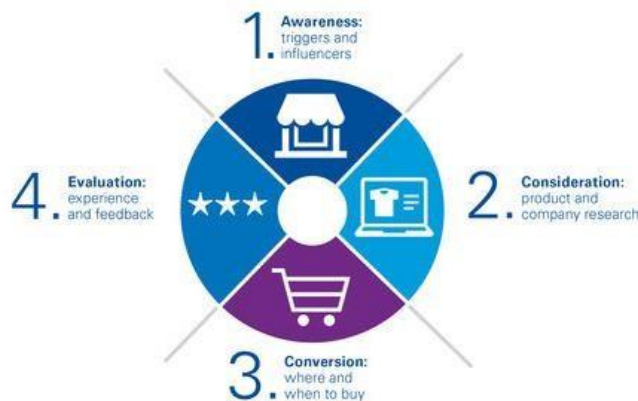 1.
Awareness:
triggers and
influencers
2.
Consideration:
product and
company research
3.
Conversion:
where and
when to buy
4.
Evaluation:
experience
and feedback